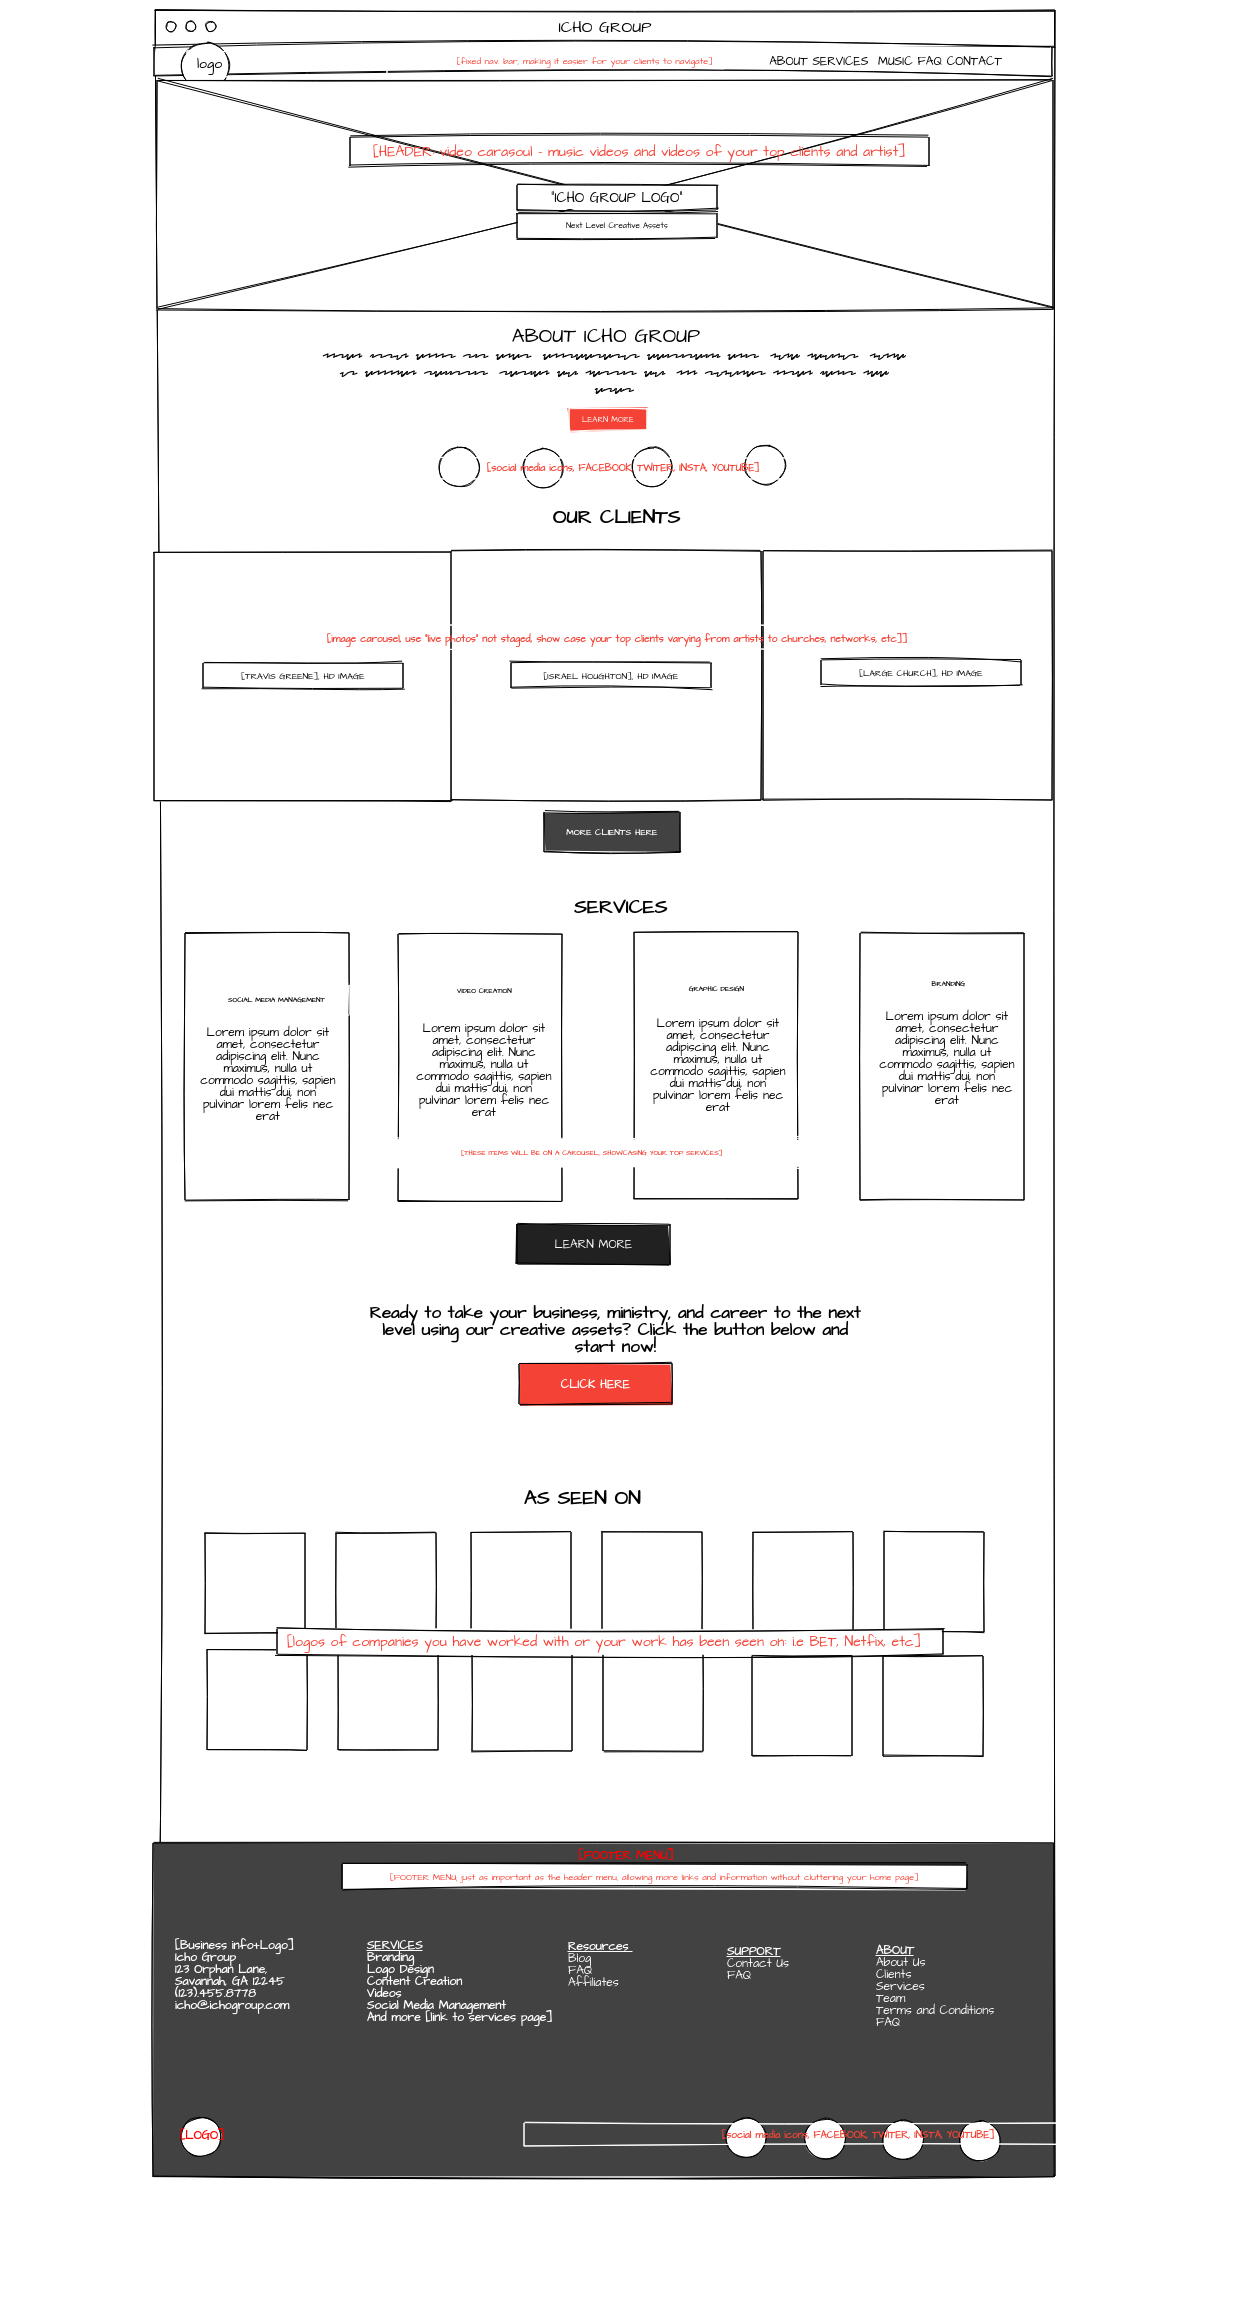 ICHO GROUP
logo
[fixed nav. bar, making it easier for your clients to navigate]
ABOUT SERVICES MUSIC FAQ CONTACT
[HEADER- video carasoul - music videos and videos of your top clients and artist]
"ICHO GROUP LOGO"
Next Level Creative Assets
ABOUT ICHO GROUP
LEARN MORE
[social media icons, FACEBOOK, TWITER, INSTA, YOUTUBE]
OUR CLIENTS
[image carousel, use "live photos" not staged, show case your top clients varying from artists to churches, networks, etc]]
[TRAVIS GREENE], HD IMAGE
[ISRAEL HOUGHTON], HD IMAGE
[LARGE CHURCH], HD IMAGE
MORE CLIENTS HERE
SERVICES
SOCIAL MEDIA MANAGEMENT
Lorem ipsum dolor sit
amet, consectetur
adipiscing elit. Nunc
maximus, nulla ut
commodo sagittis, sapien
dui mattis dui, non
pulvinar lorem felis nec
erat
VIDEO CREATION
Lorem ipsum dolor sit
amet, consectetur
adipiscing elit. Nunc
maximus, nulla ut
commodo sagittis, sapien
dui mattis dui, non
pulvinar lorem felis nec
erat
GRAPHIC DESIGN
Lorem ipsum dolor sit
amet, consectetur
adipiscing elit. Nunc
maximus, nulla ut
commodo sagittis, sapien
dui mattis dui, non
pulvinar lorem felis nec
erat
BRANDING
Lorem ipsum dolor sit
amet, consectetur
adipiscing elit. Nunc
maximus, nulla ut
commodo sagittis, sapien
dui mattis dui, non
pulvinar lorem felis nec
erat
[THESE ITEMS WILL BE ON A CAROUSEL, SHOWCASING YOUR TOP SERVICES]
LEARN MORE
Ready to take your business, ministry, and career to the next
level using our creative assets? Click the button below and
start now!
CLICK HERE
AS SEEN ON
[logos of companies you have worked with or your work has been seen on: i.e BET, Netfix, etc]
[FOOTER MENU]
[FOOTER MENU, just as important as the header menu, allowing more links and information without cluttering your home page]
[Business info+Logo]
Icho Group
123 Orphan Lane,
Savannah, GA 12245
(123).455.8778
icho@ichogroup.com
SERVICES
Branding
Logo Design
Content Creation
Videos
Social Media Management
And more [link to services page]
Resources
Blog
FAQ
Affiliates
SUPPORT
Contact Us
FAQ
ABOUT
About Us
Clients
Services
Team
Terms and Conditions
FAQ
[LOGO]
[social media icons, FACEBOOK, TWITER, INSTA, YOUTUBE]